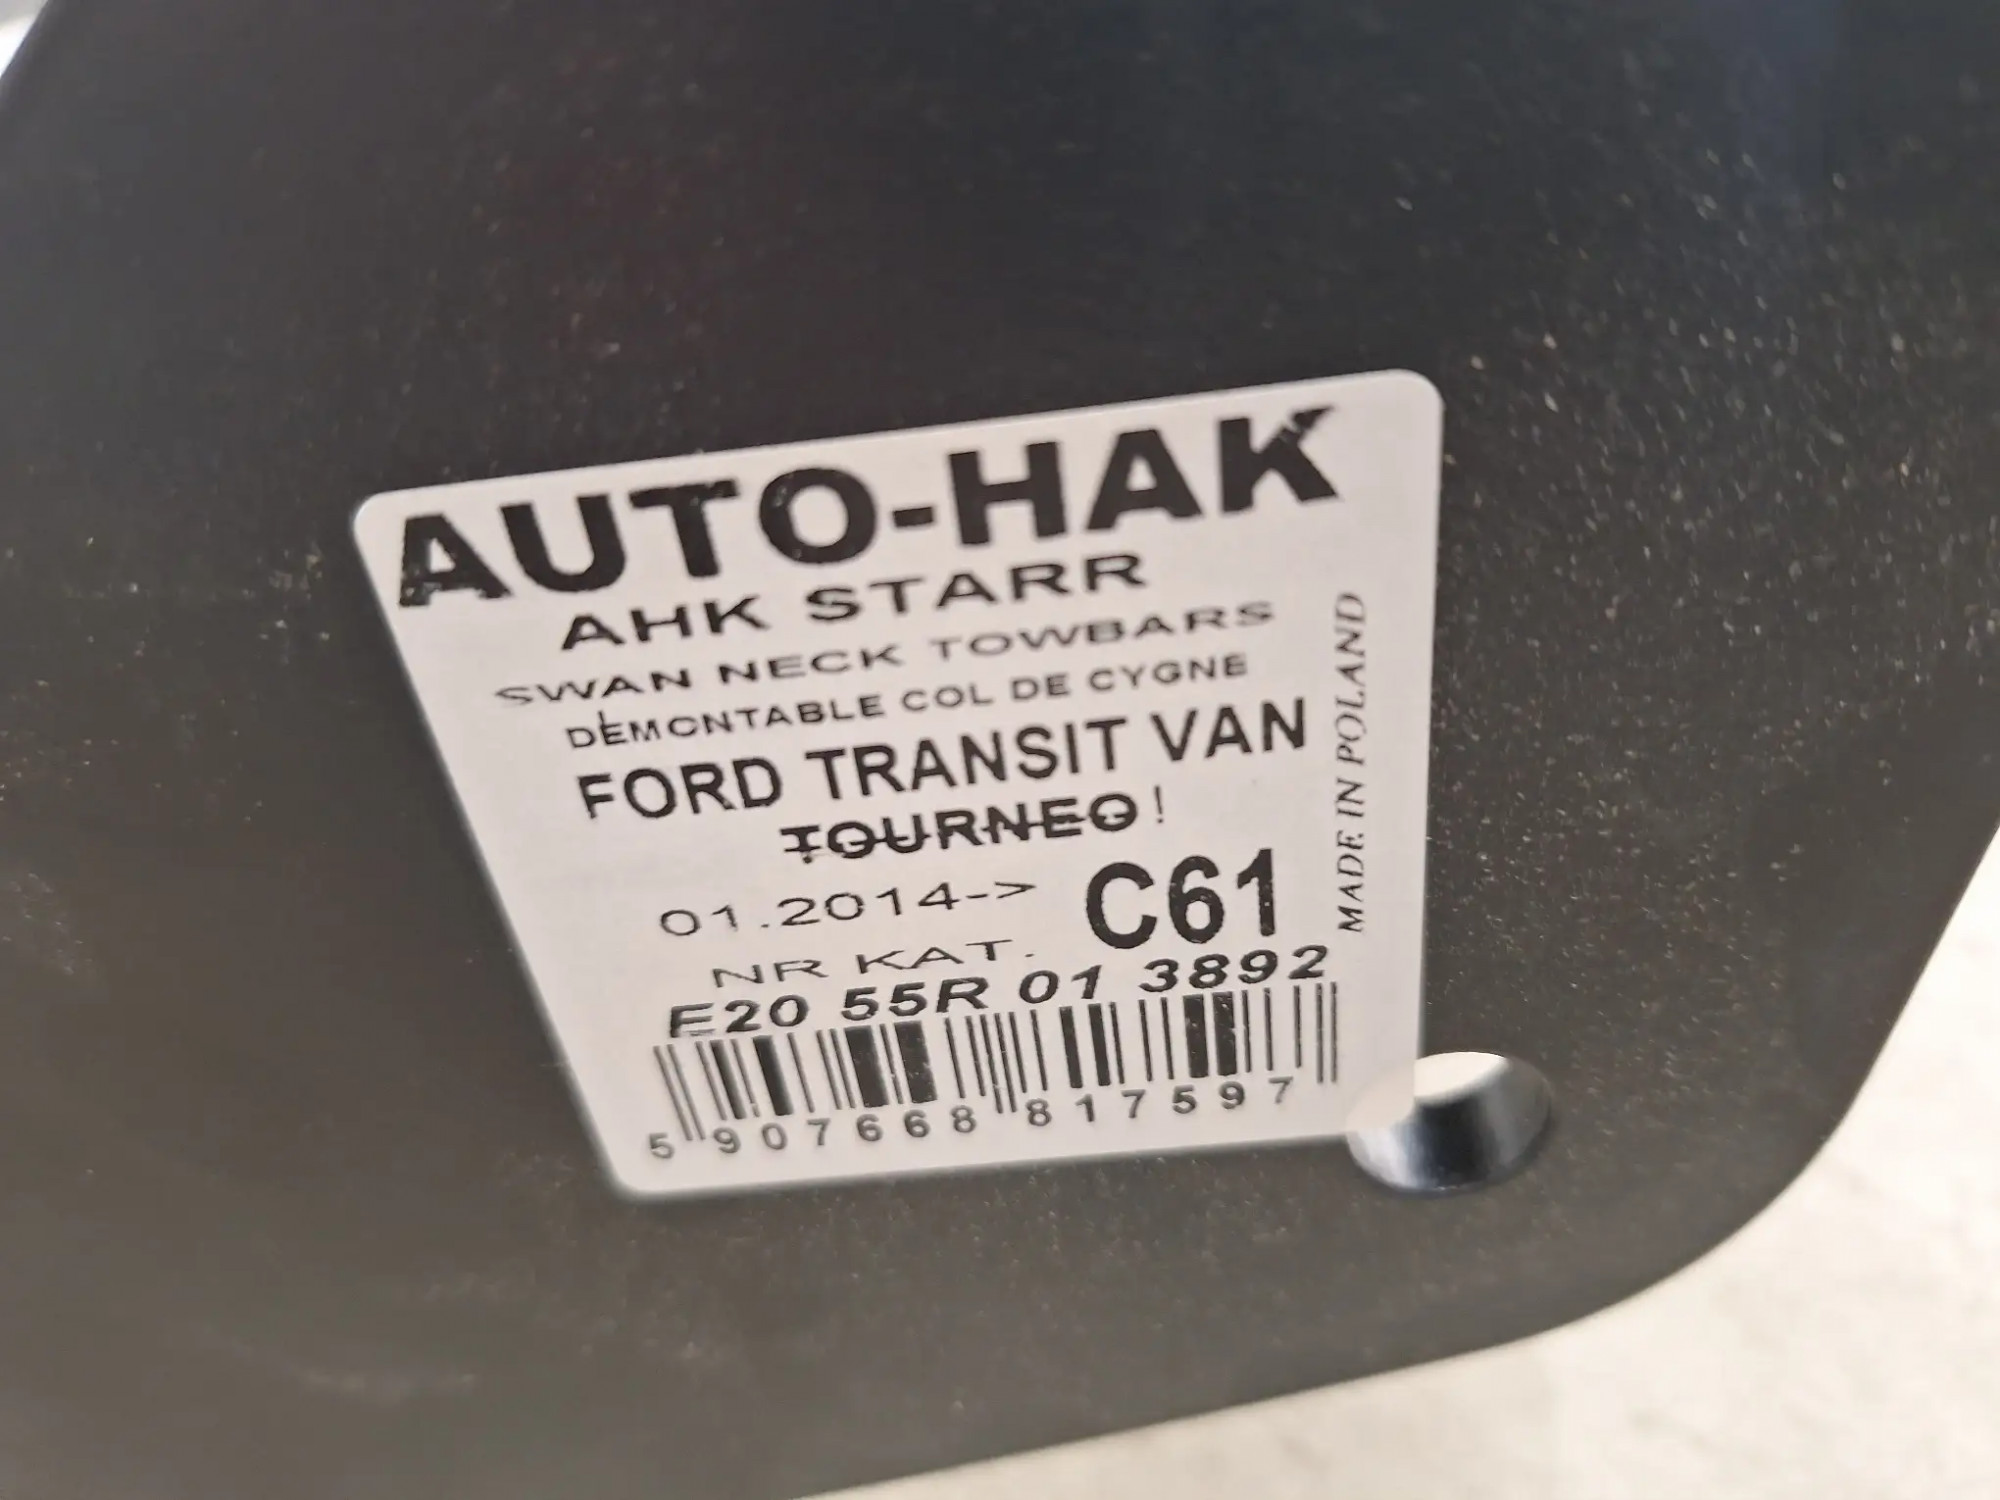 AUTO-HAK
AHK STARR
SWAN NECK TOWBARS
DEMONTABLE COL DE CYGNE
FORD TRANSIT VAN
TOURNEO!
01.2014-> C61
NR KAT.
E20 55R 01 3892
5 907668 817597
MADE IN POLAND